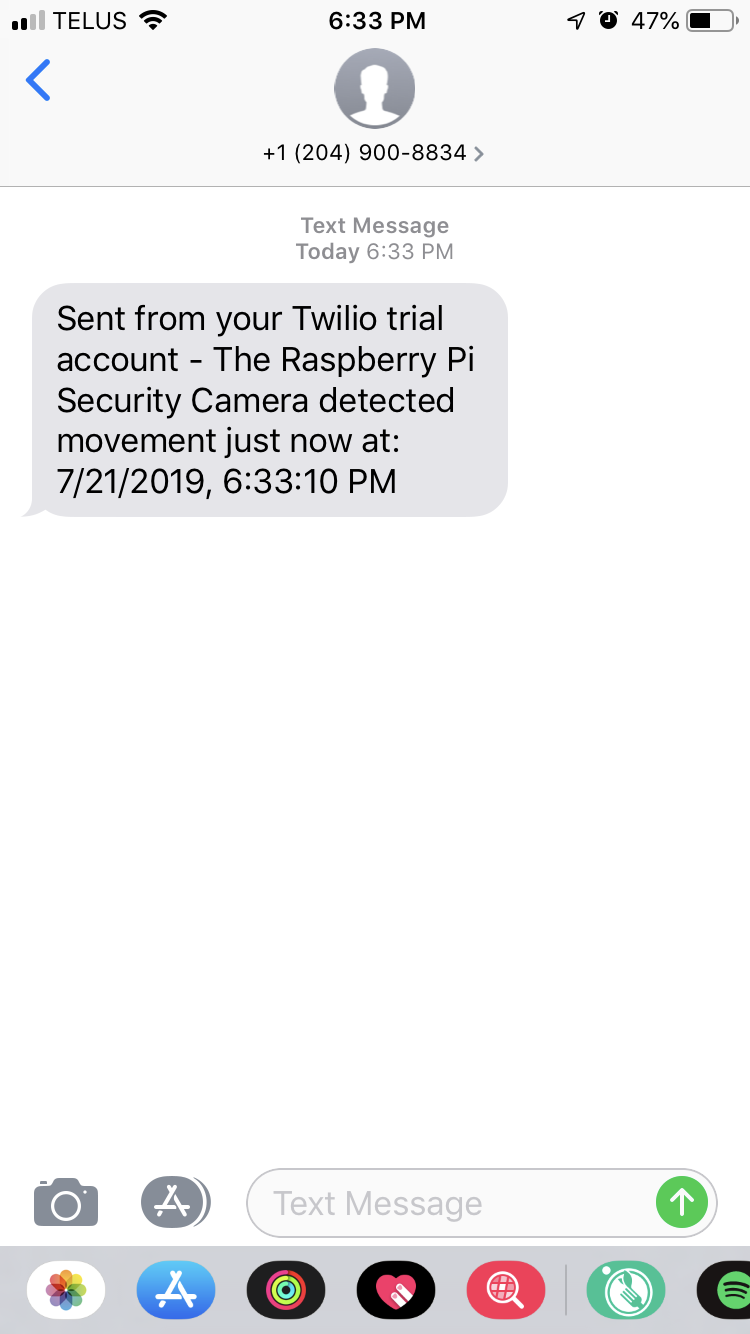 TELUS 6:33 PM 47%
+1 (204) 900-8834
Text Message
Today 6:33 PM
Sent from your Twilio trial
account - The Raspberry Pi
Security Camera detected
movement just now at:
7/21/2019, 6:33:10 PM
Text Message